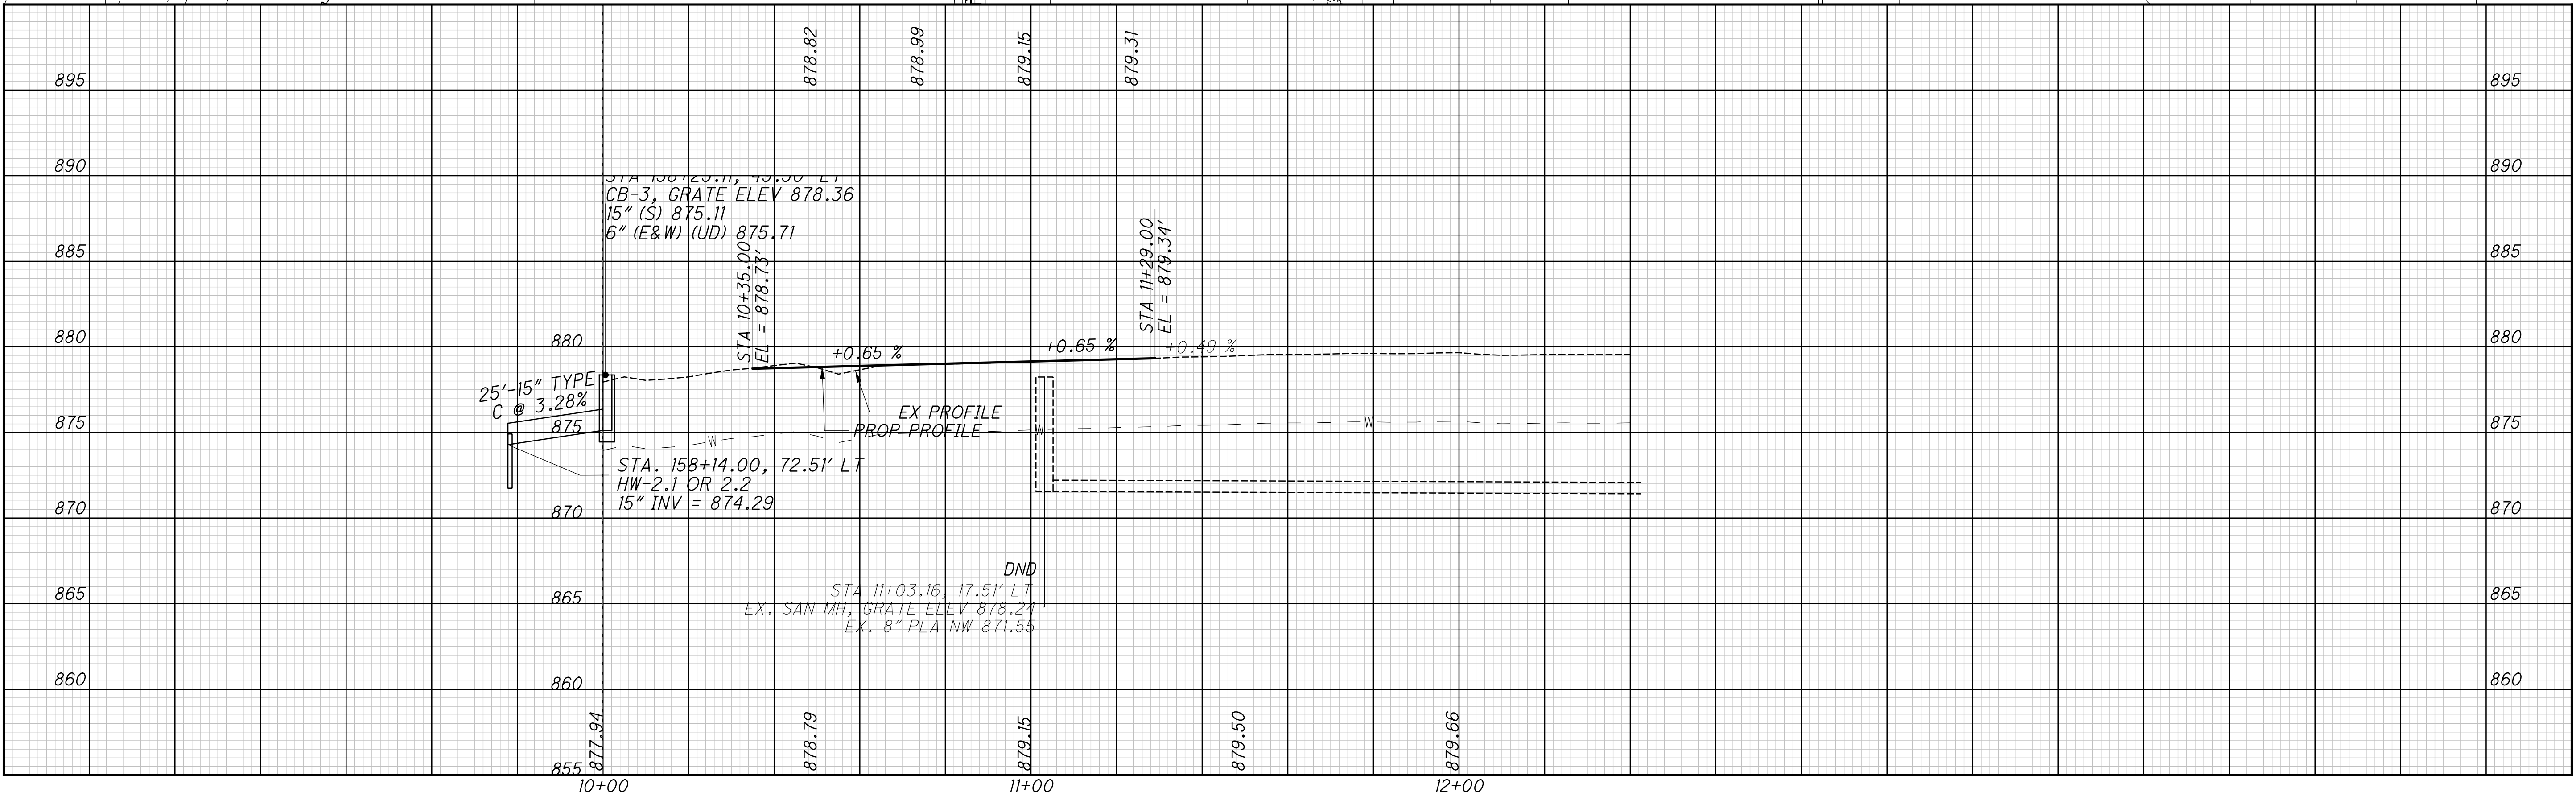 878.82
878.99
879.15
879.31
895
895
890
890
CB-3, GRATE ELEV 878.36
15" (S) 875.11
6" (E&W) (UD) 875.71
885
885
STA 10+35.00
EL = 878.73'
STA 11+29.00
EL = 879.34'
880
880
880
+0.65 %
+0.65 %
+0.49 %
25'-15" TYPE
C @ 3.28%
EX PROFILE
PROP PROFILE
875
875
875
W
W
W
STA. 158+14.00, 72.51' LT
HW-2.1 OR 2.2
15" INV = 874.29
870
870
870
DND
STA 11+03.16, 17.51' LT
EX. SAN MH, GRATE ELEV 878.24
EX. 8" PLA NW 871.55
865
865
865
860
860
860
877.94
878.79
879.15
879.50
879.66
855
10+00
11+00
12+00